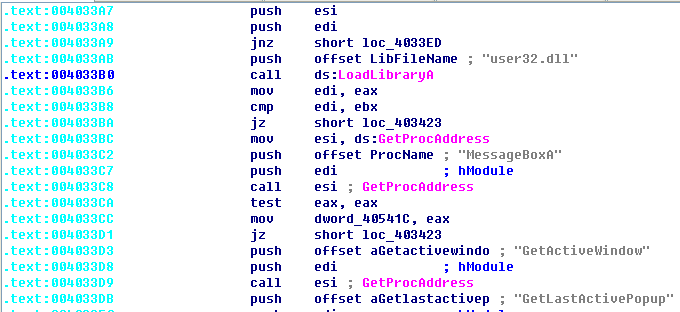 .text:004033A7 push esi
.text:004033A8 push edi
.text:004033A9 jnz short loc_4033ED
.text:004033AB push offset LibFileName ; "user32.dll"
.text:004033B0 call ds:LoadLibraryA
.text:004033B6 mov edi, eax
.text:004033B8 cmp edi, ebx
.text:004033BA jz short loc_403423
.text:004033BC mov esi, ds:GetProcAddress
.text:004033C2 push offset ProcName ; "MessageBoxA"
.text:004033C7 push edi ; hModule
.text:004033C8 call esi ; GetProcAddress
.text:004033CA test eax, eax
.text:004033CC mov dword_40541C, eax
.text:004033D1 jz short loc_403423
.text:004033D3 push offset aGetactivewindo ; "GetActiveWindow"
.text:004033D8 push edi ; hModule
.text:004033D9 call esi ; GetProcAddress
.text:004033DB push offset aGetlastactivep ; "GetLastActivePopup"